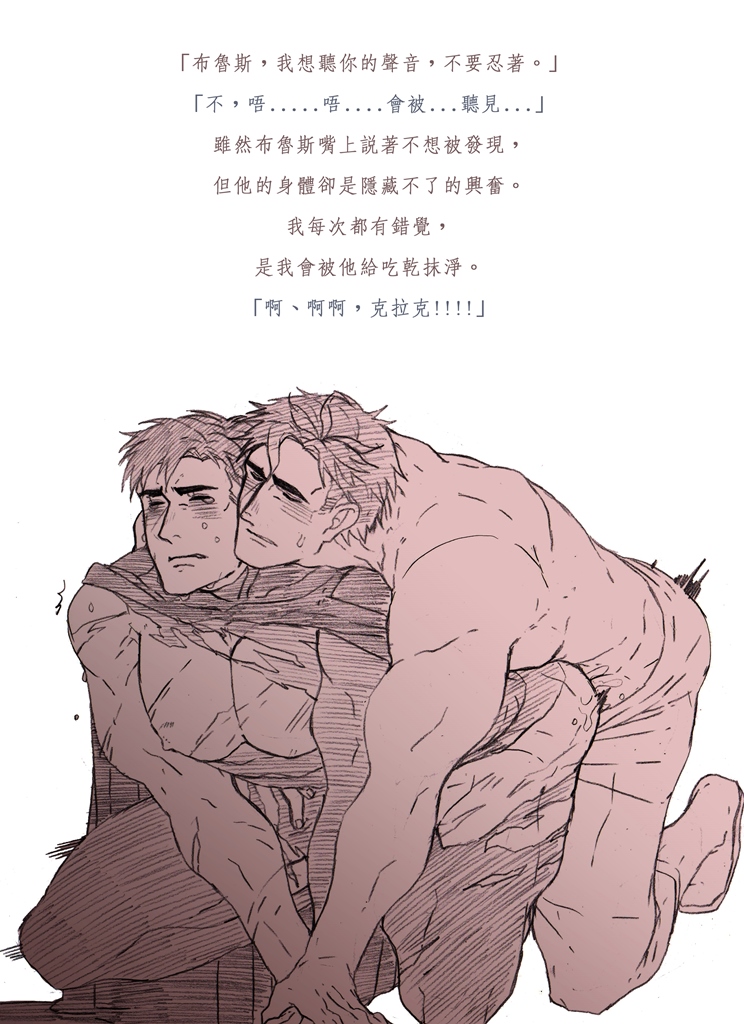 「布魯斯，我想聽你的聲音，不要忍著。」
「不，唔.....唔....會被...聽見...」
雖然布魯斯嘴上說著不想被發現，
但他的身體卻是隱藏不了的興奮。
我每次都有錯覺，
是我會被他給吃乾抹淨。
「啊、啊啊，克拉克!!!!」